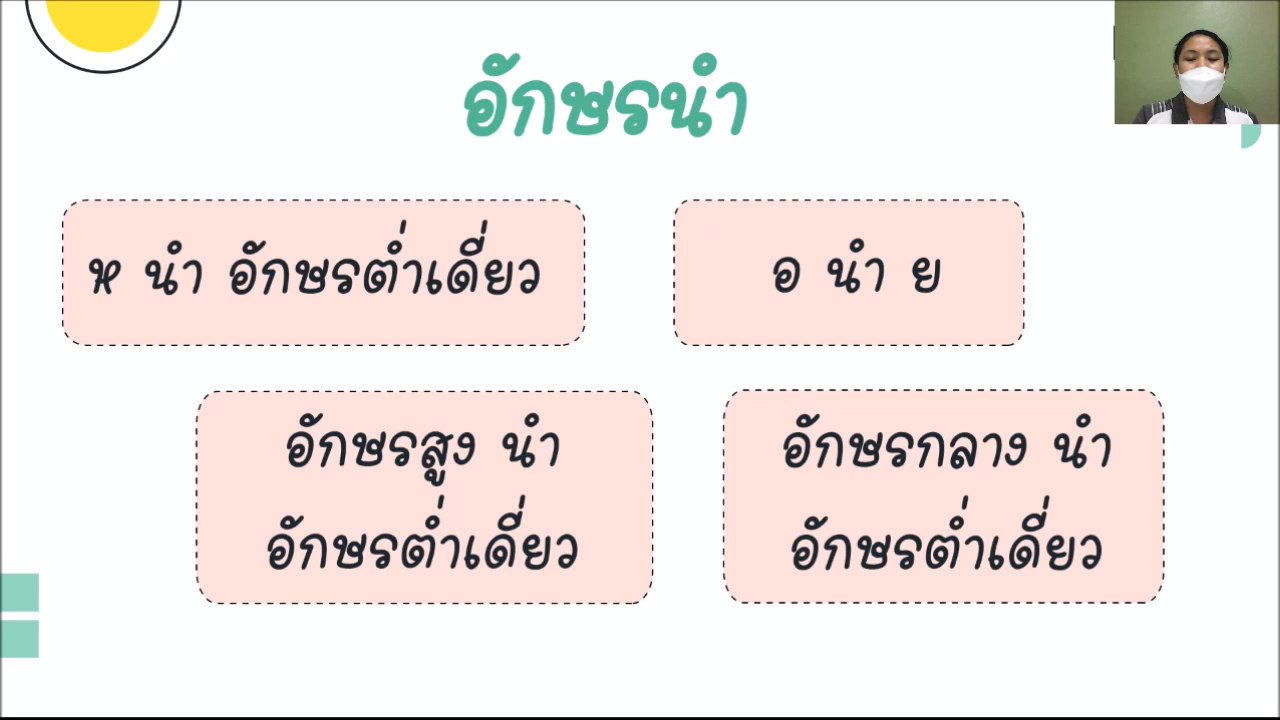 อักษรนำ
ห นำ อักษรต่ำเดี่ยว
อ นำ ย
อักษรสูง นำ
อักษรต่ำเดี่ยว
อักษรกลาง นำ
อักษรต่ำเดี่ยว